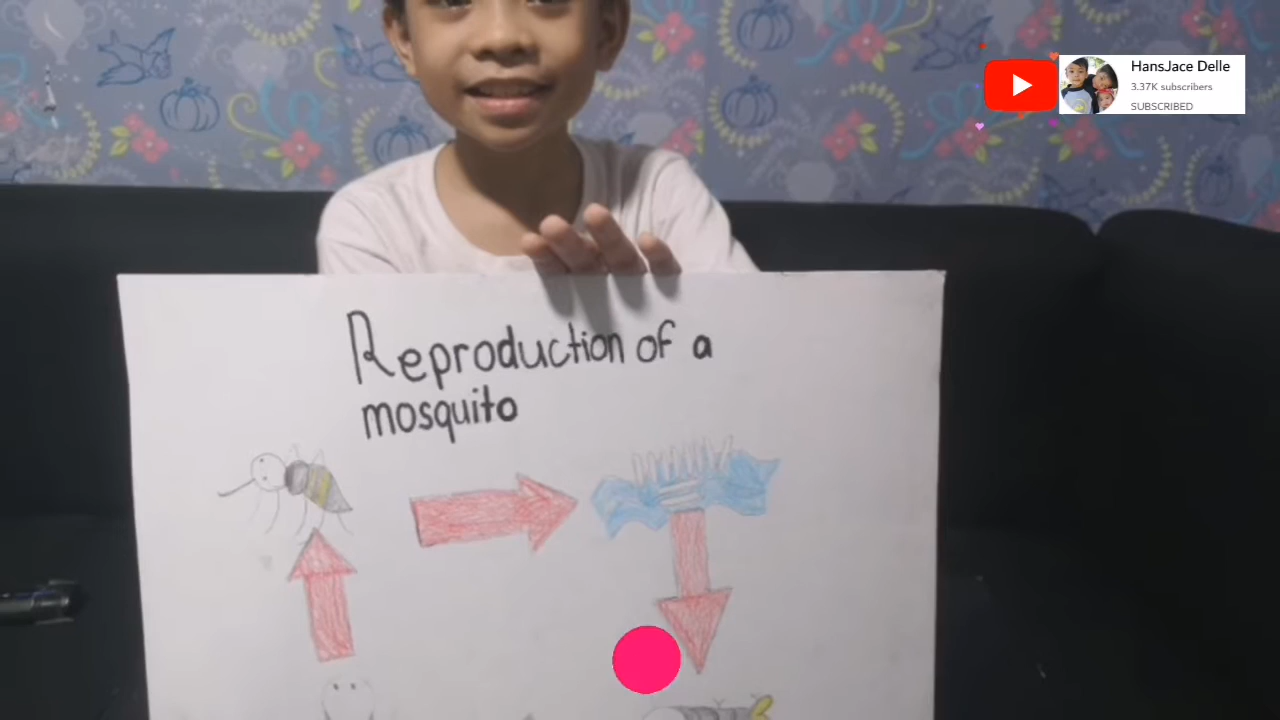 HansJace Delle
3.37K subscribers
SUBSCRIBED
Reproduction of a
mosquito